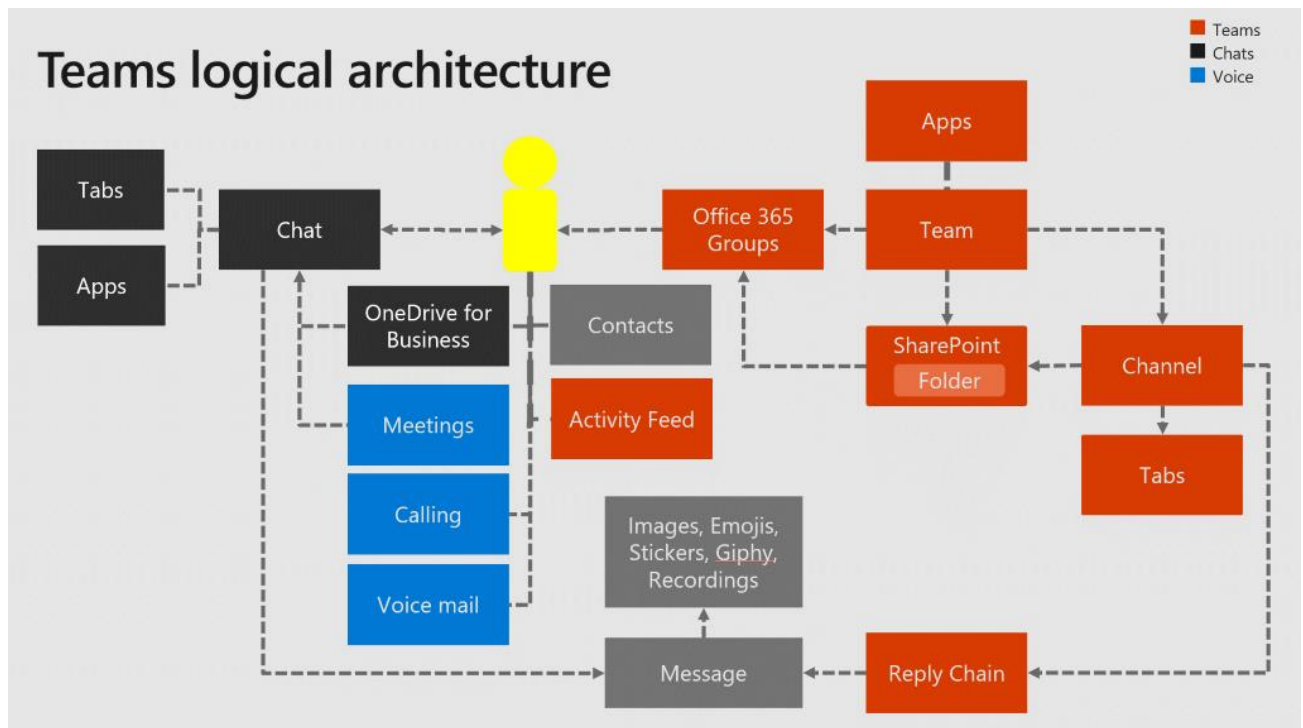 Teams logical architecture
Teams
Chats
Voice
Apps
Tabs
Chat
Office 365
Groups
Team
Apps
OneDrive for
Business
Contacts
SharePoint
Folder
Channel
Meetings
Activity Feed
Tabs
Calling
Images, Emojis,
Stickers, Giphy,
Recordings
Voice mail
Message
Reply Chain